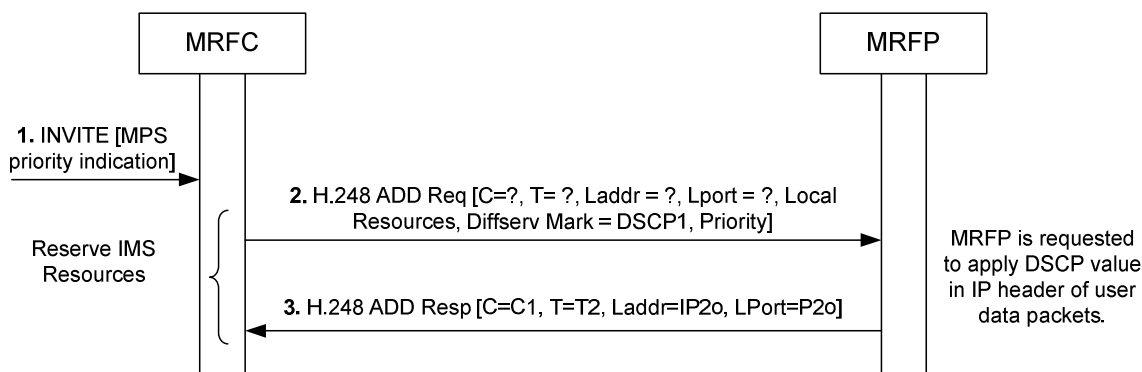 MRFC
MRFP
1. INVITE [MPS
priority indication]
2. H.248 ADD Req [C=?, T= ?, Laddr = ?, Lport = ?, Local
Resources, Diffserv Mark = DSCP1, Priority]
Reserve IMS
Resources
MRFP is requested
to apply DSCP value
in IP header of user
data packets.
3. H.248 ADD Resp [C=C1, T=T2, Laddr=IP2o, LPort=P2o]